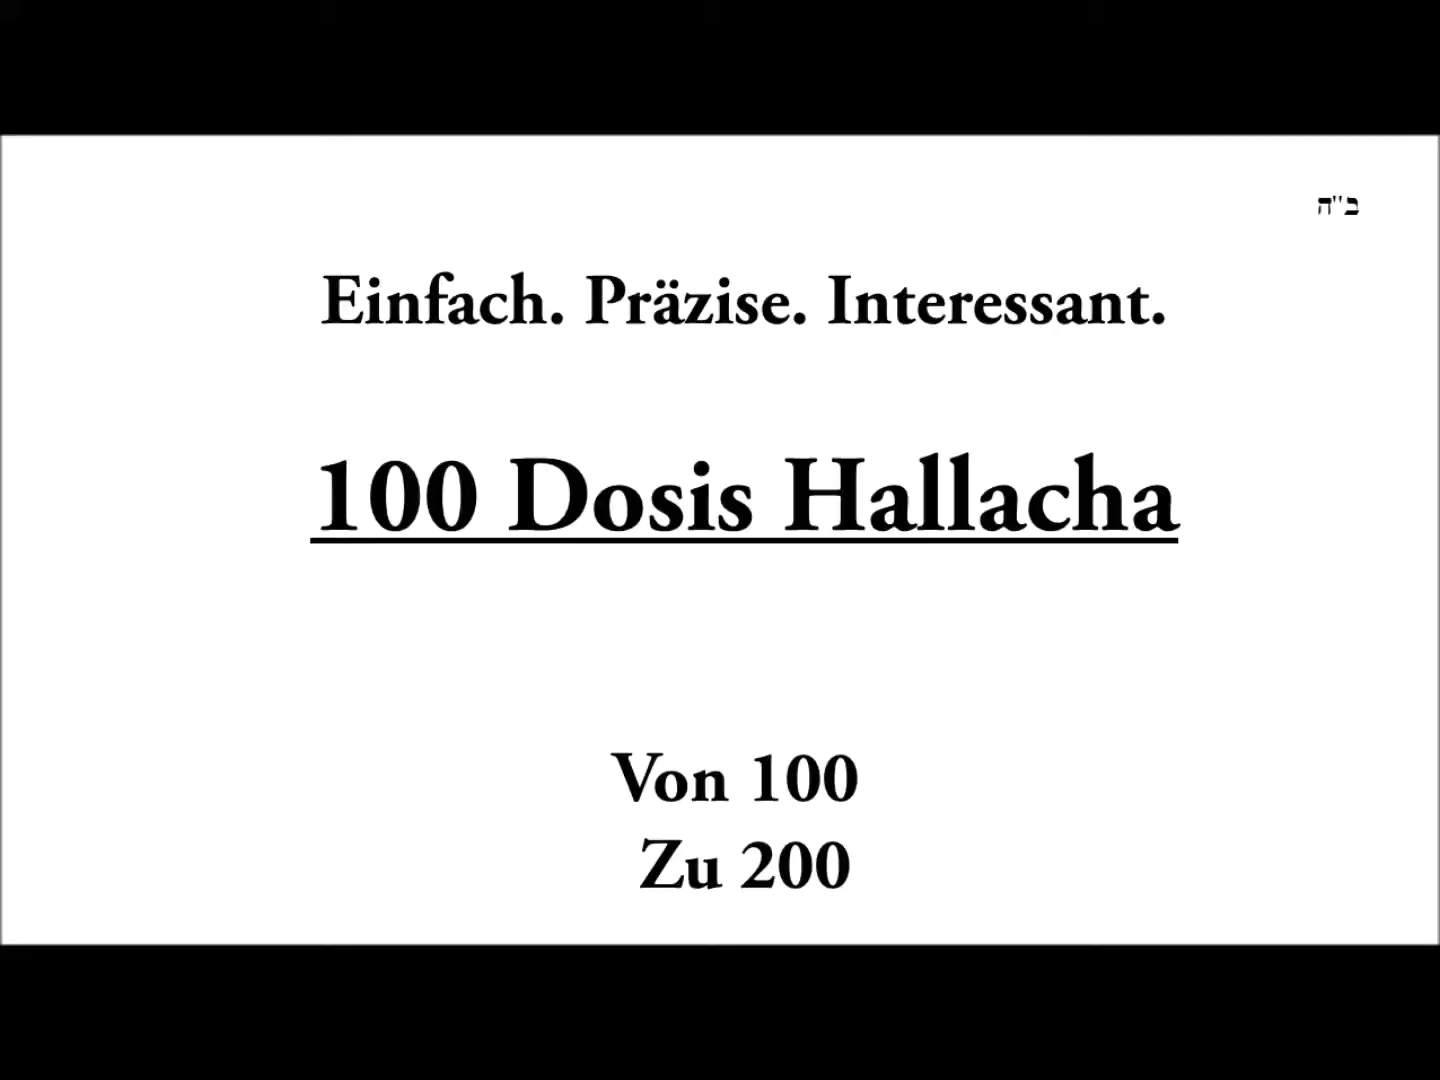 ב"ה
Einfach. Präzise. Interessant.
100 Dosis Hallacha
Von 100
Zu 200